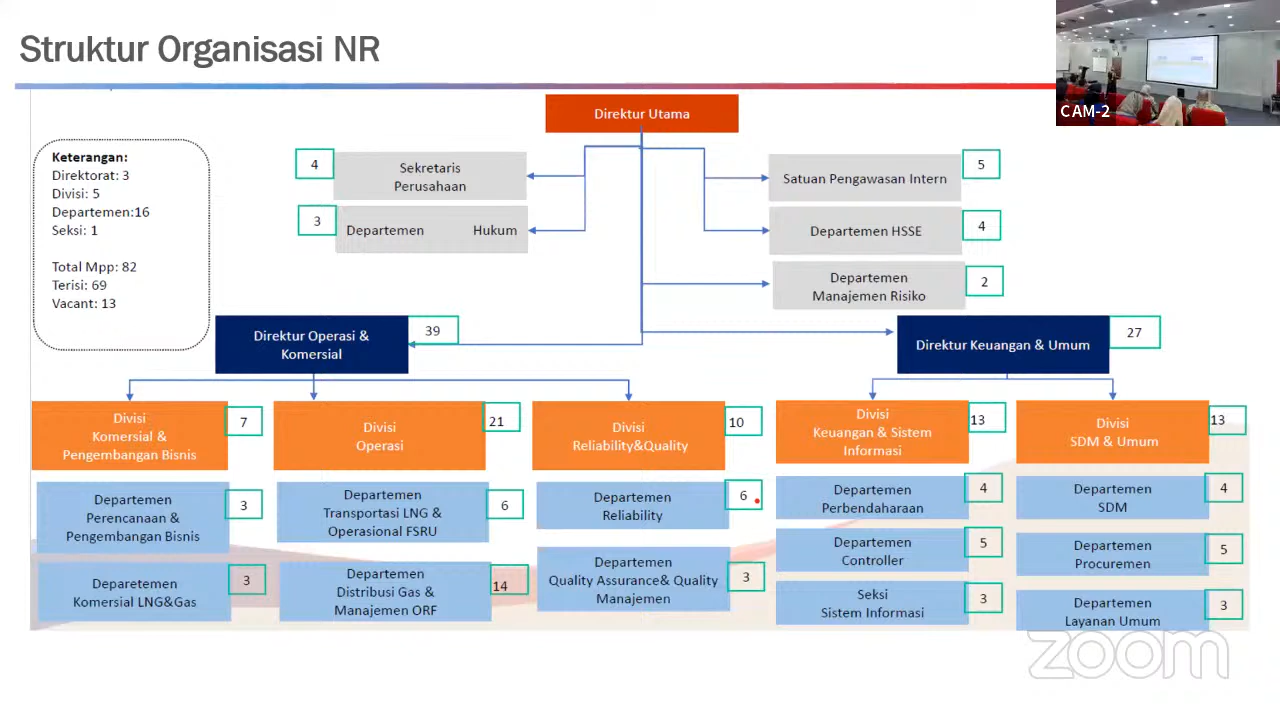 Struktur Organisasi NR
CAM-2
Direktur Utama
Keterangan:
Direktorat: 3
Divisi: 5
Departemen:16
Seksi: 1
Total Mpp: 82
Terisi: 69
Vacant: 13
4
Sekretaris
Perusahaan
3
Departemen Hukum
Satuan Pengawasan Intern
5
Departemen HSSE
4
Departemen
Manajemen Risiko
2
Direktur Operasi &
Komersial
39
Direktur Keuangan & Umum
27
Divisi
Komersial &
Pengembangan Bisnis
7
Divisi
Operasi
21
Divisi
Reliability&Quality
10
Divisi
Keuangan & Sistem
Informasi
13
Divisi
SDM & Umum
13
Departemen
Perencanaan &
Pengembangan Bisnis
3
Departemen
Transportasi LNG &
Operasional FSRU
6
Departemen
Reliability
6
Departemen
Perbendaharaan
4
Departemen
SDM
4
Departemen
Controller
5
Departemen
Procuremen
5
Deparetemen
Komersial LNG&Gas
3
Departemen
Distribusi Gas &
Manajemen ORF
14
Departemen
Quality Assurance& Quality
Manajemen
3
Seksi
Sistem Informasi
3
Departemen
Layanan Umum
3
zoom